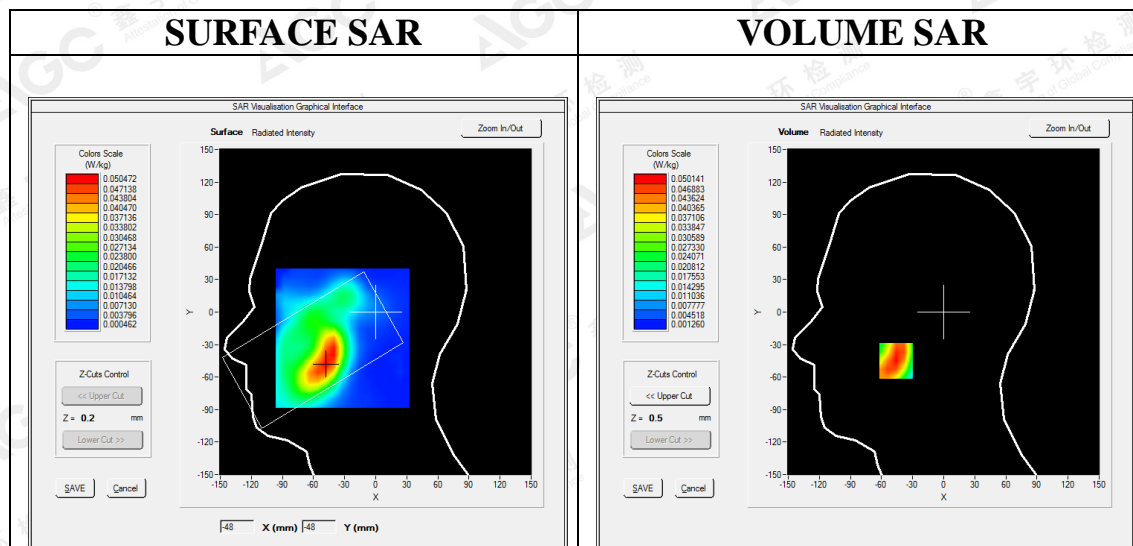 SURFACE SAR
VOLUME SAR
SAR Visualisation Graphical Interface
Surface Radiated Intensity
Zoom In/Out
Colors Scale
(W/kg)
0.050472
0.047138
0.043804
0.040470
0.037136
0.033802
0.030468
0.027134
0.023800
0.020466
0.017132
0.013798
0.010464
0.007130
0.003796
0.000462
Z-Cuts Control
<< Upper Cut
Z = 0.2 mm
Lower Cut >>
SAVE Cancel
150
120
90
60
30
0
-30
-60
-90
-120
-150
Y
-150 -120 -90 -60 -30 0 30 60 90 120 150
X
-48 X (mm) -48 Y (mm)
SAR Visualisation Graphical Interface
Volume Radiated Intensity
Zoom In/Out
Colors Scale
(W/kg)
0.050141
0.046883
0.043624
0.040365
0.037106
0.033847
0.030589
0.027330
0.024071
0.020812
0.017553
0.014295
0.011036
0.007777
0.004518
0.001260
Z-Cuts Control
<< Upper Cut
Z = 0.5 mm
Lower Cut >>
SAVE Cancel
150
120
90
60
30
0
-30
-60
-90
-120
-150
Y
-150 -120 -90 -60 -30 0 30 60 90 120 150
X